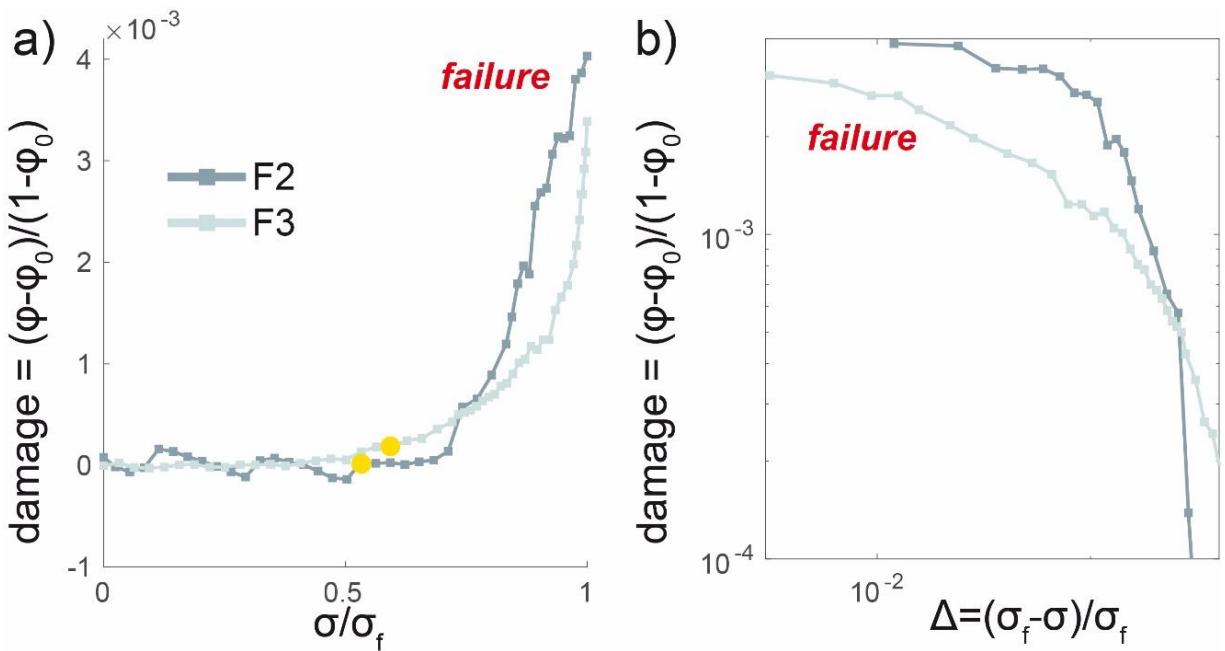 a)
×10⁻³
4
3
2
1
0
-1
damage = (φ-φ₀)/(1-φ₀)
failure
F2
F3
0
0.5
1
σ/σ_f
b)
damage = (φ-φ₀)/(1-φ₀)
failure
10⁻³
10⁻⁴
10⁻²
Δ=(σ_f-σ)/σ_f